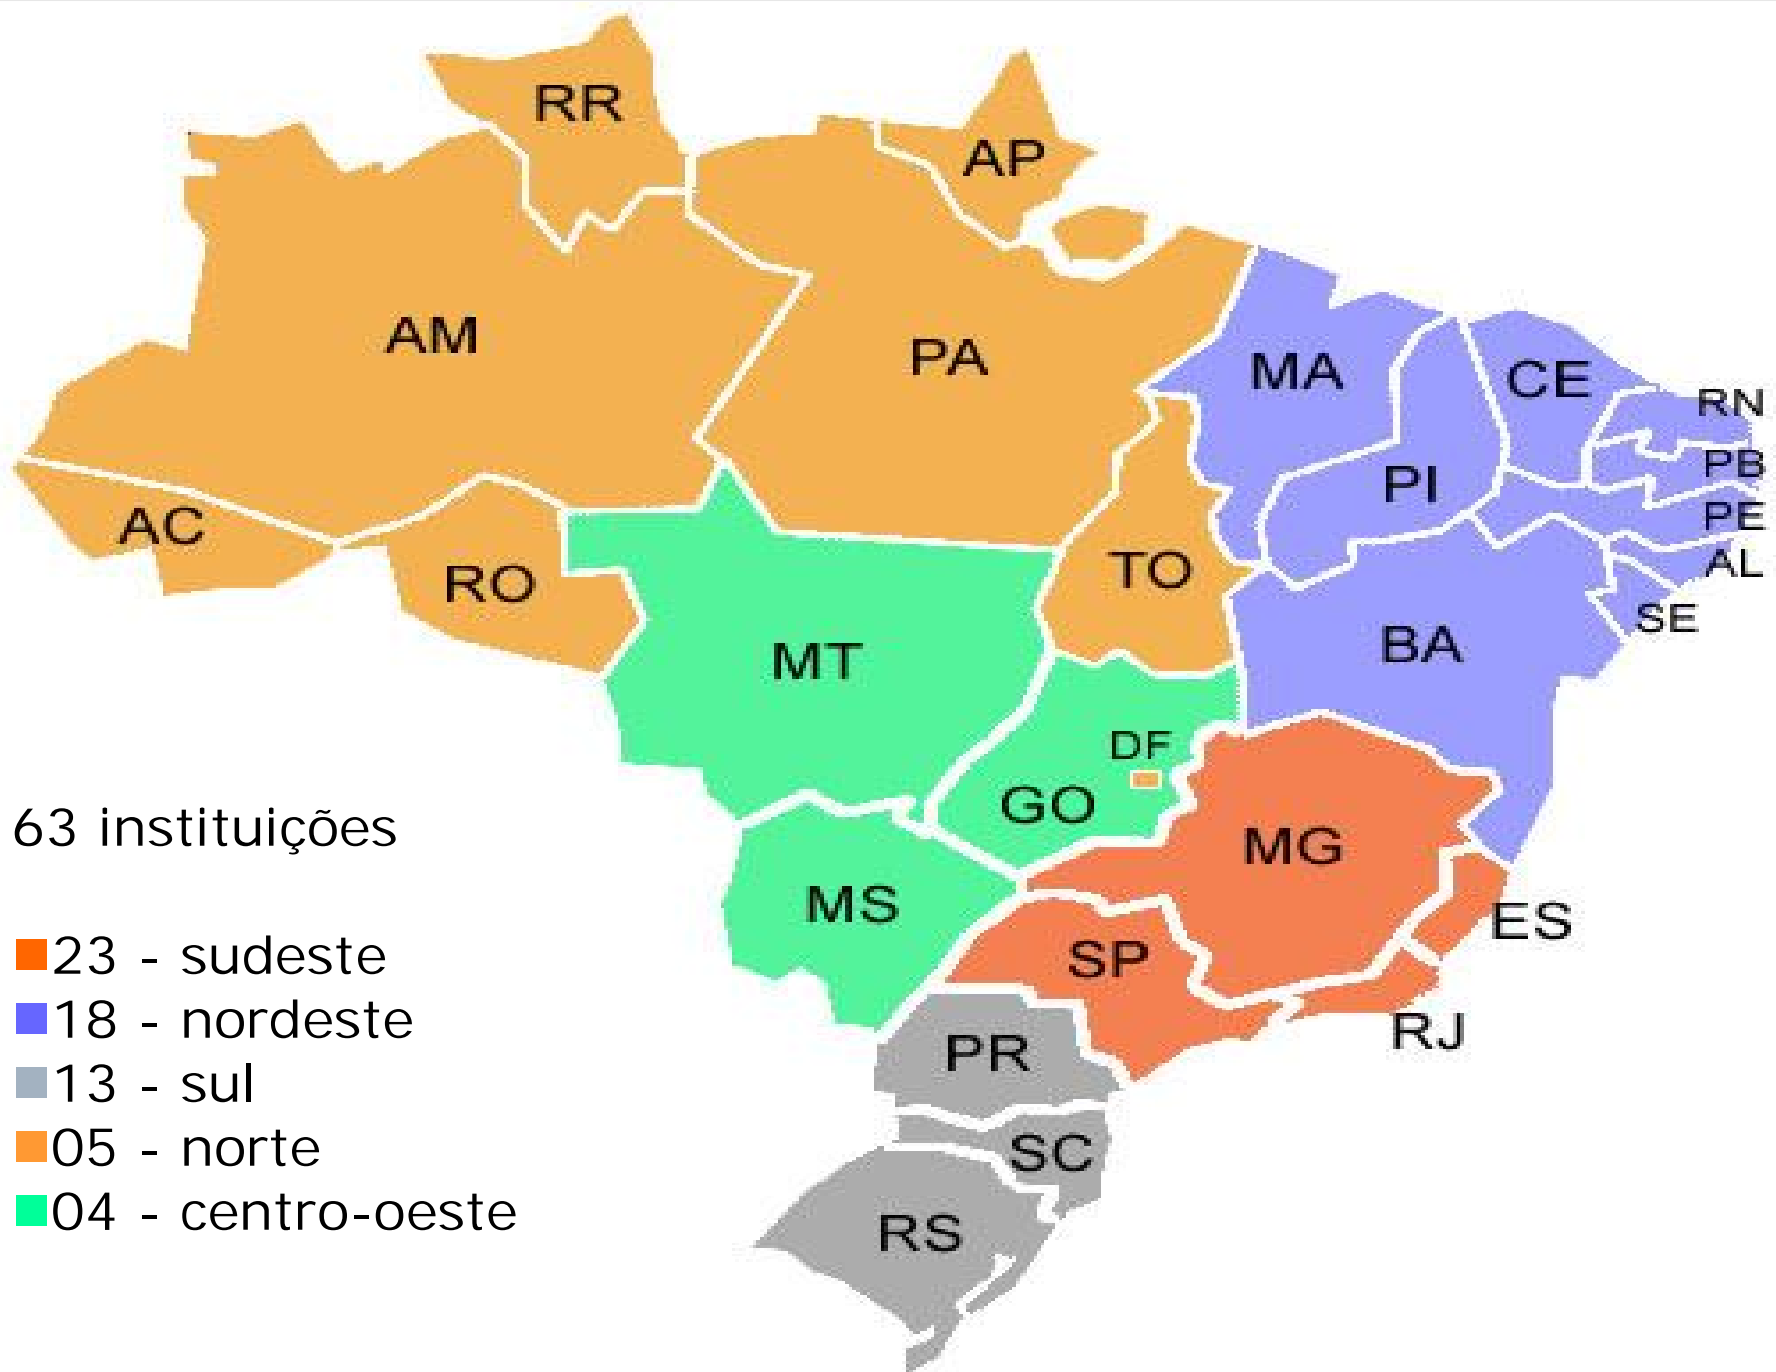 RR
AP
AM
PA
MA
CE
RN
PI
PB
PE
AC
RO
TO
AL
SE
MT
BA
DF
GO
MG
MS
ES
SP
RJ
PR
SC
RS
63 instituições
23 - sudeste
18 - nordeste
13 - sul
05 - norte
04 - centro-oeste